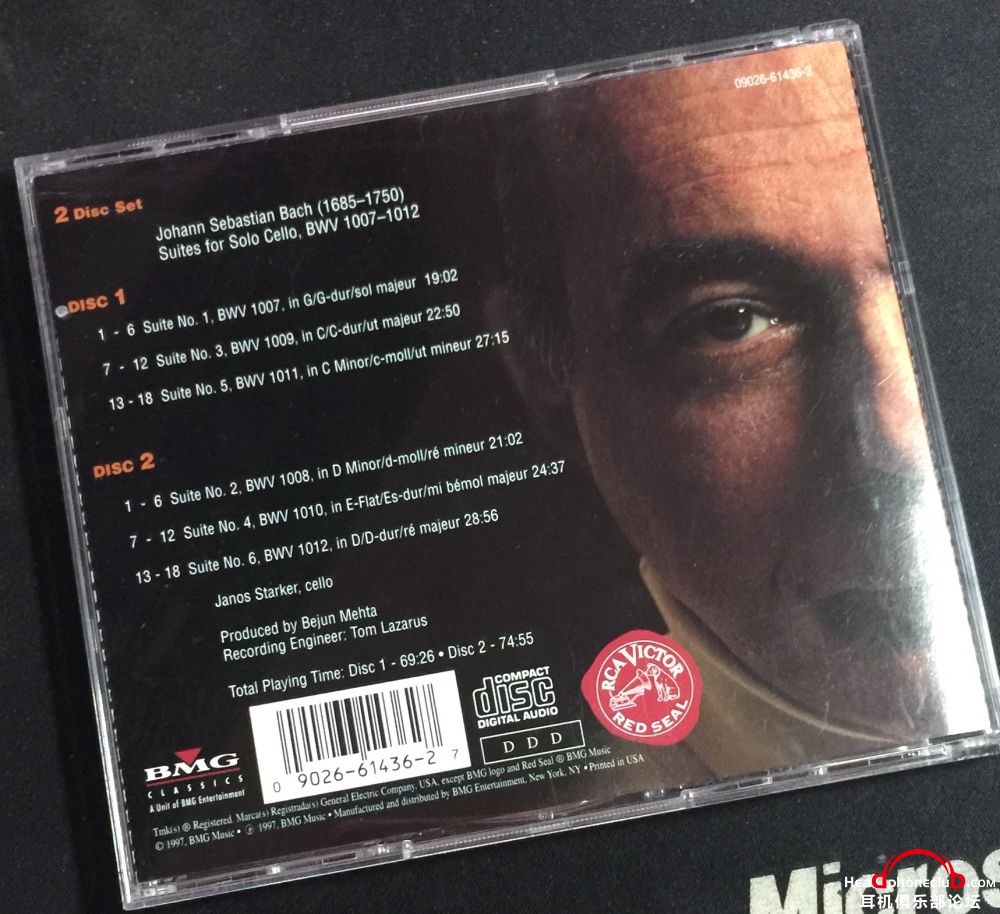 09026-61436-2
2 Disc Set
Johann Sebastian Bach (1685–1750)
Suites for Solo Cello, BWV 1007–1012
DISC 1
1 - 6 Suite No. 1, BWV 1007, in G/G-dur/sol majeur 19:02
7 - 12 Suite No. 3, BWV 1009, in C/C-dur/ut majeur 22:50
13 - 18 Suite No. 5, BWV 1011, in C Minor/c-moll/ut mineur 27:15
DISC 2
1 - 6 Suite No. 2, BWV 1008, in D Minor/d-moll/ré mineur 21:02
7 - 12 Suite No. 4, BWV 1010, in E-Flat/Es-dur/mi bémol majeur 24:37
13 - 18 Suite No. 6, BWV 1012, in D/D-dur/ré majeur 28:56
Janos Starker, cello
Produced by Bejun Mehta
Recording Engineer: Tom Lazarus
Total Playing Time: Disc 1 - 69:26 • Disc 2 - 74:55
COMPACT
disc
DIGITAL AUDIO
D D D
RCA VICTOR
RED SEAL
BMG
CLASSICS
A Unit of BMG Entertainment
0 9026-61436-2 7
Tmk(s) ® Registered. Marca(s) Registrada(s) General Electric Company, USA, except BMG logo and Red Seal ® BMG Music
© 1997, BMG Music • ℗ 1997, BMG Music • Manufactured and distributed by BMG Entertainment, New York, NY • Printed in USA
Micros
HeadphoneclUb.Com
耳机俱乐部论坛